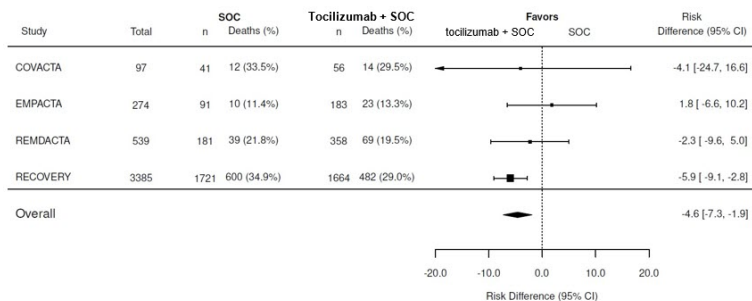 SOC Tocilizumab + SOC Favors Risk
Study Total n Deaths (%) n Deaths (%) tocilizumab + SOC SOC Difference (95% CI)
COVACTA 97 41 12 (33.5%) 56 14 (29.5%) -4.1 [-24.7, 16.6]
EMPACTA 274 91 10 (11.4%) 183 23 (13.3%) 1.8 [-6.6, 10.2]
REMDACTA 539 181 39 (21.8%) 358 69 (19.5%) -2.3 [-9.6, 5.0]
RECOVERY 3385 1721 600 (34.9%) 1664 482 (29.0%) -5.9 [-9.1, -2.8]
Overall -4.6 [-7.3, -1.9]
-20.0 -10.0 0.0 10.0 20.0
Risk Difference (95% CI)